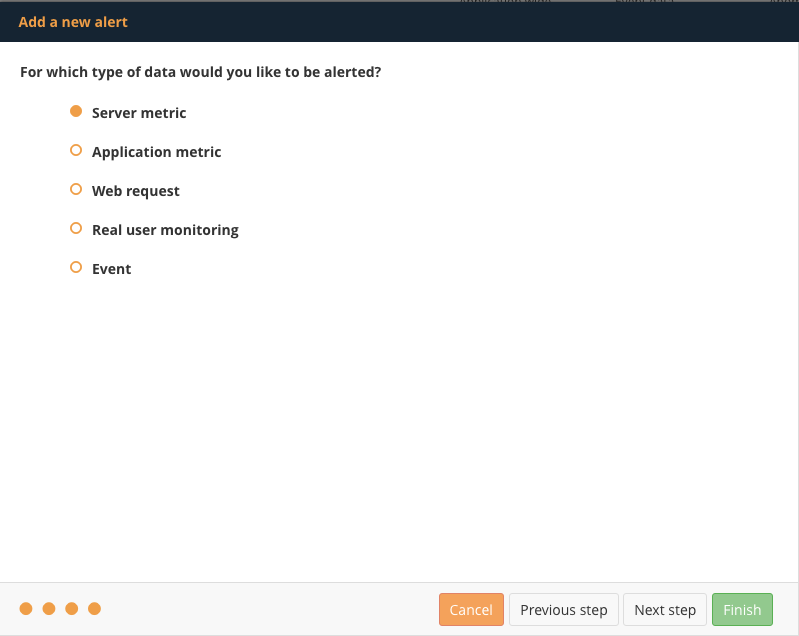 Add a new alert
For which type of data would you like to be alerted?
Server metric
Application metric
Web request
Real user monitoring
Event
Cancel Previous step Next step Finish